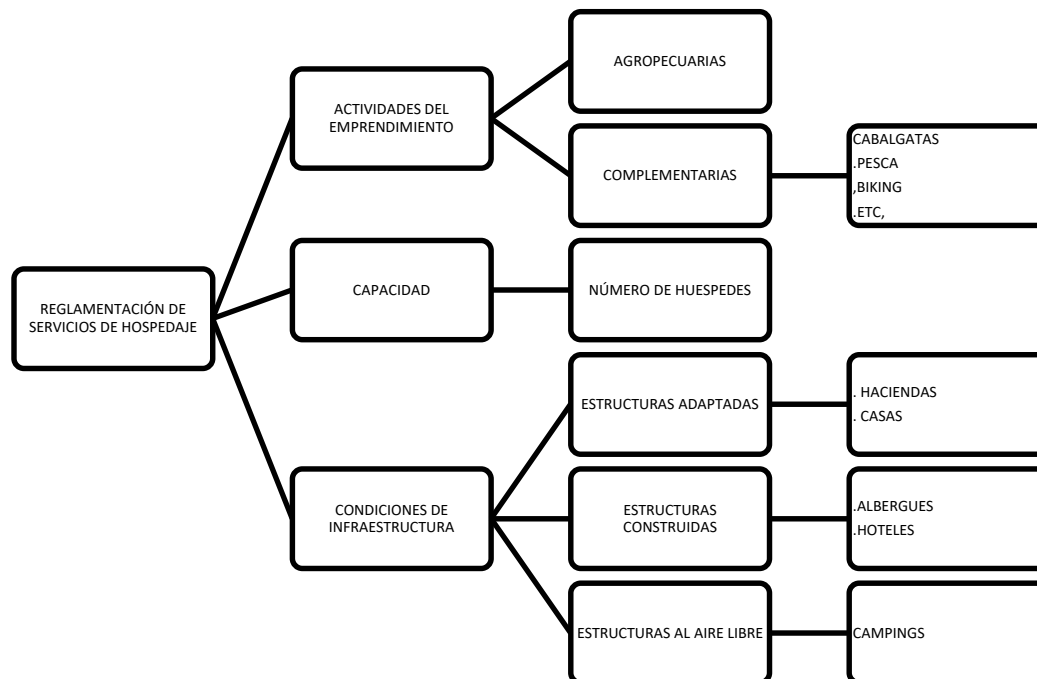 AGROPECUARIAS
ACTIVIDADES DEL
EMPRENDIMIENTO
COMPLEMENTARIAS
CABALGATAS
.PESCA
,BIKING
.ETC,
REGLAMENTACIÓN DE
SERVICIOS DE HOSPEDAJE
CAPACIDAD
NÚMERO DE HUESPEDES
ESTRUCTURAS ADAPTADAS
. HACIENDAS
. CASAS
CONDICIONES DE
INFRAESTRUCTURA
ESTRUCTURAS
CONSTRUIDAS
.ALBERGUES
.HOTELES
ESTRUCTURAS AL AIRE LIBRE
CAMPINGS